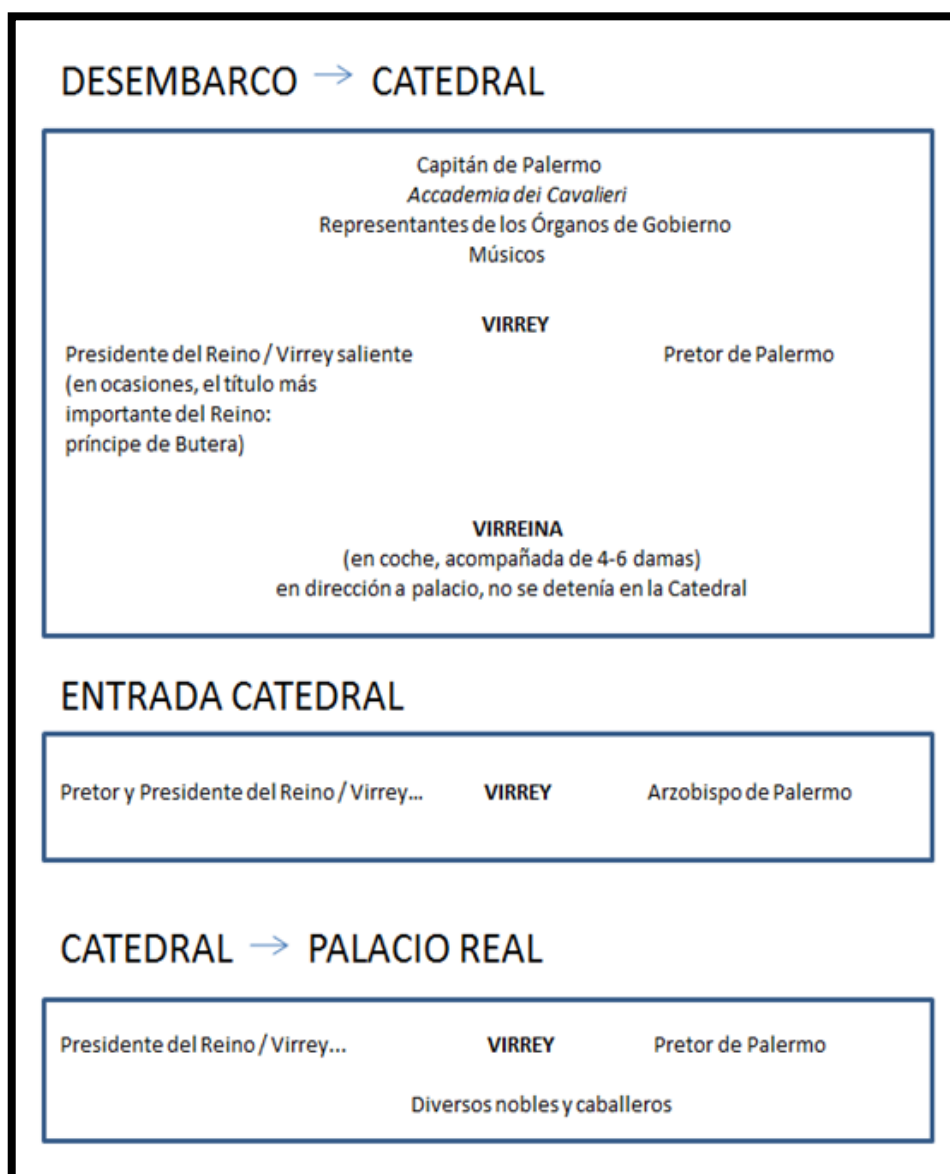 DESEMBARCO → CATEDRAL
Capitán de Palermo
Accademia dei Cavalieri
Representantes de los Órganos de Gobierno
Músicos
VIRREY
Presidente del Reino / Virrey saliente
(en ocasiones, el título más
importante del Reino:
príncipe de Butera)
Pretor de Palermo
VIRREINA
(en coche, acompañada de 4-6 damas)
en dirección a palacio, no se detenía en la Catedral
ENTRADA CATEDRAL
Pretor y Presidente del Reino / Virrey... VIRREY Arzobispo de Palermo
CATEDRAL → PALACIO REAL
Presidente del Reino / Virrey... VIRREY Pretor de Palermo
Diversos nobles y caballeros